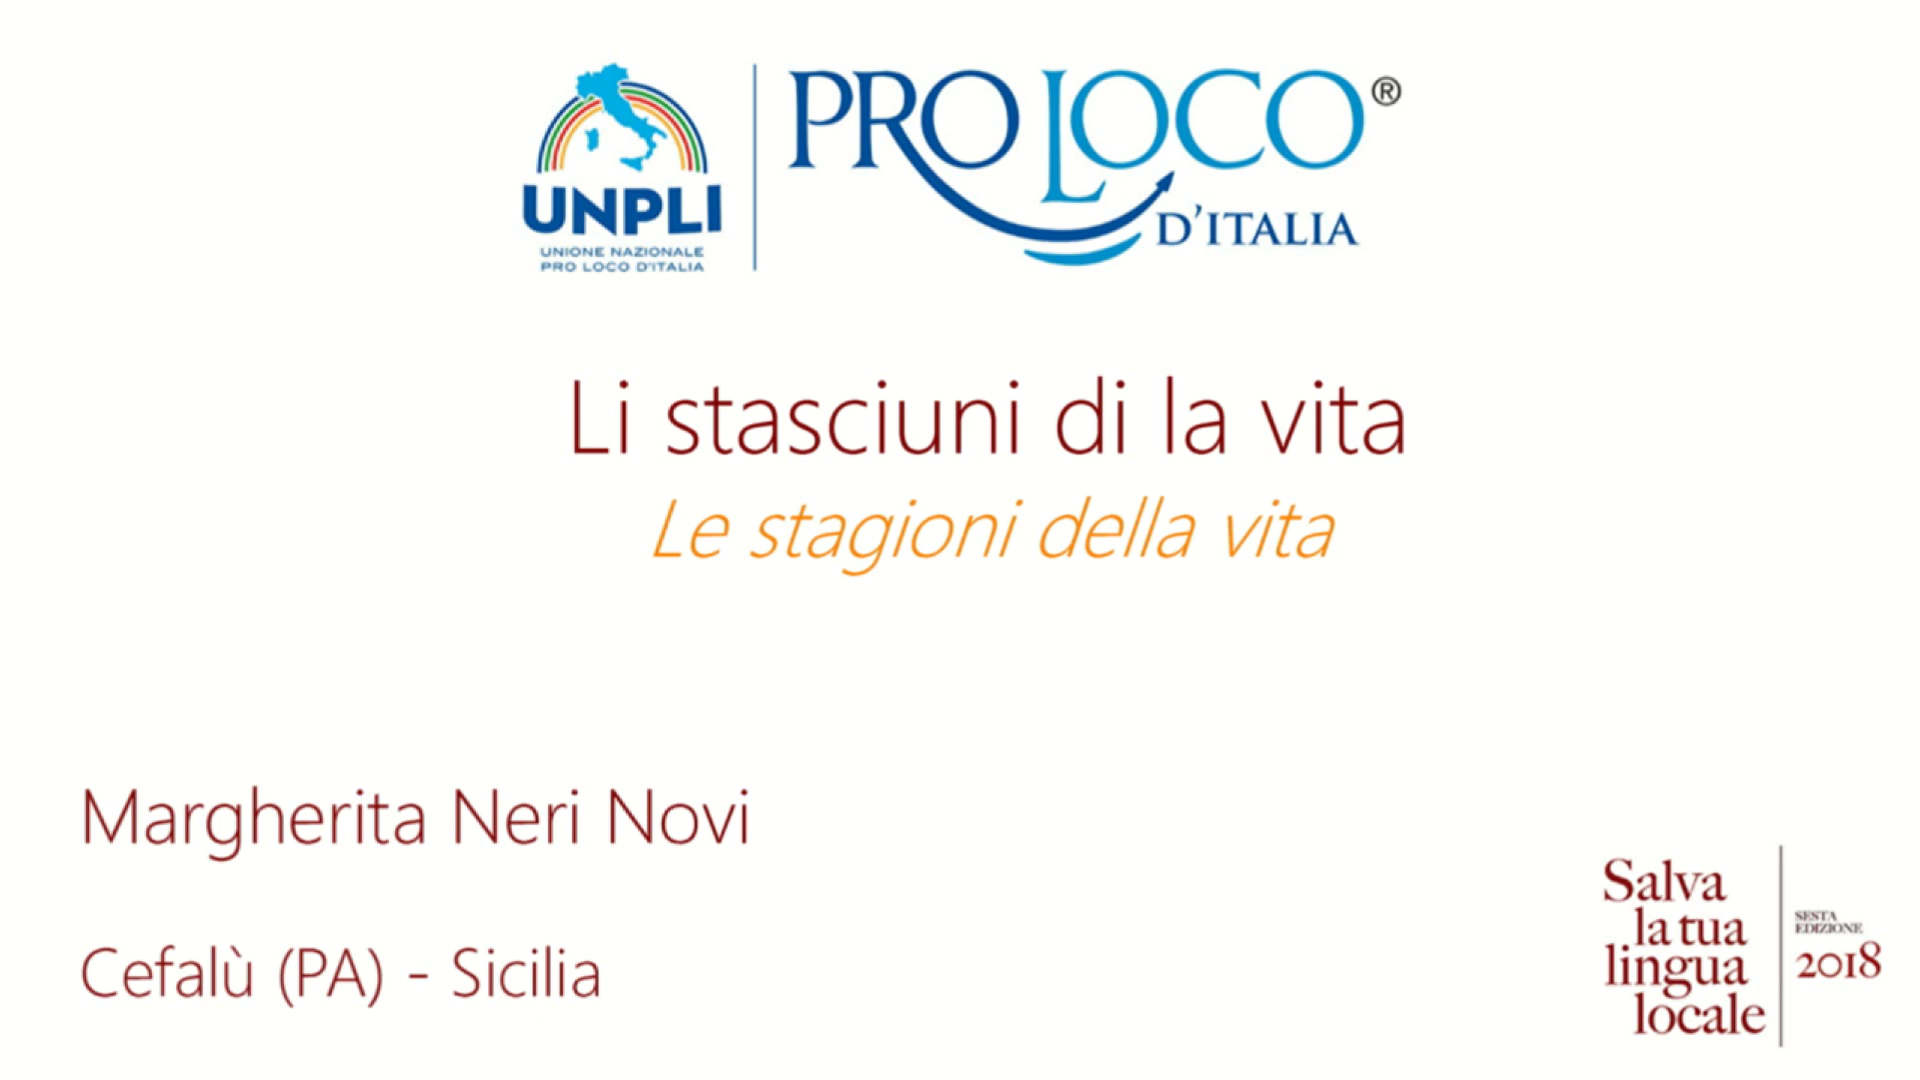 UNPLI
UNIONE NAZIONALE
PRO LOCO D'ITALIA
PRO LOCO®
D'ITALIA
Li stasciuni di la vita
Le stagioni della vita
Margherita Neri Novi
Cefalù (PA) - Sicilia
Salva
la tua
lingua
locale
SESTA
EDIZIONE
2018